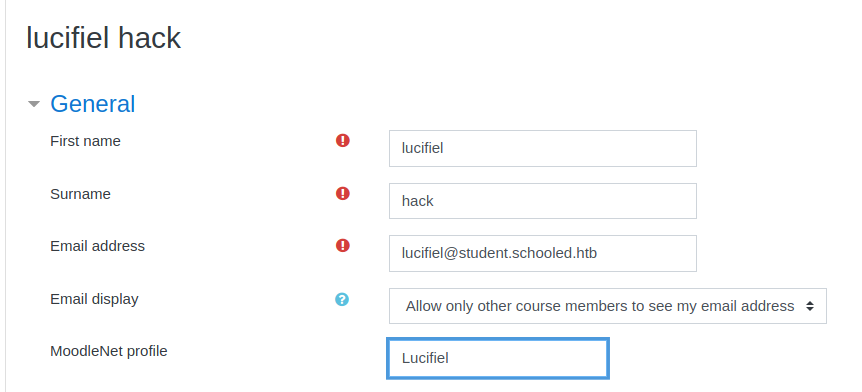 lucifiel hack
General
First name
lucifiel
Surname
hack
Email address
lucifiel@student.schooled.htb
Email display
Allow only other course members to see my email address
MoodleNet profile
Lucifiel